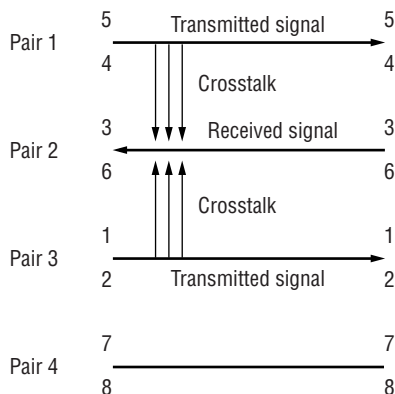 5 Transmitted signal 5
Pair 1
4 4
Crosstalk
3 Received signal 3
Pair 2
6 6
Crosstalk
1 1
Pair 3
2 Transmitted signal 2
7 7
Pair 4
8 8